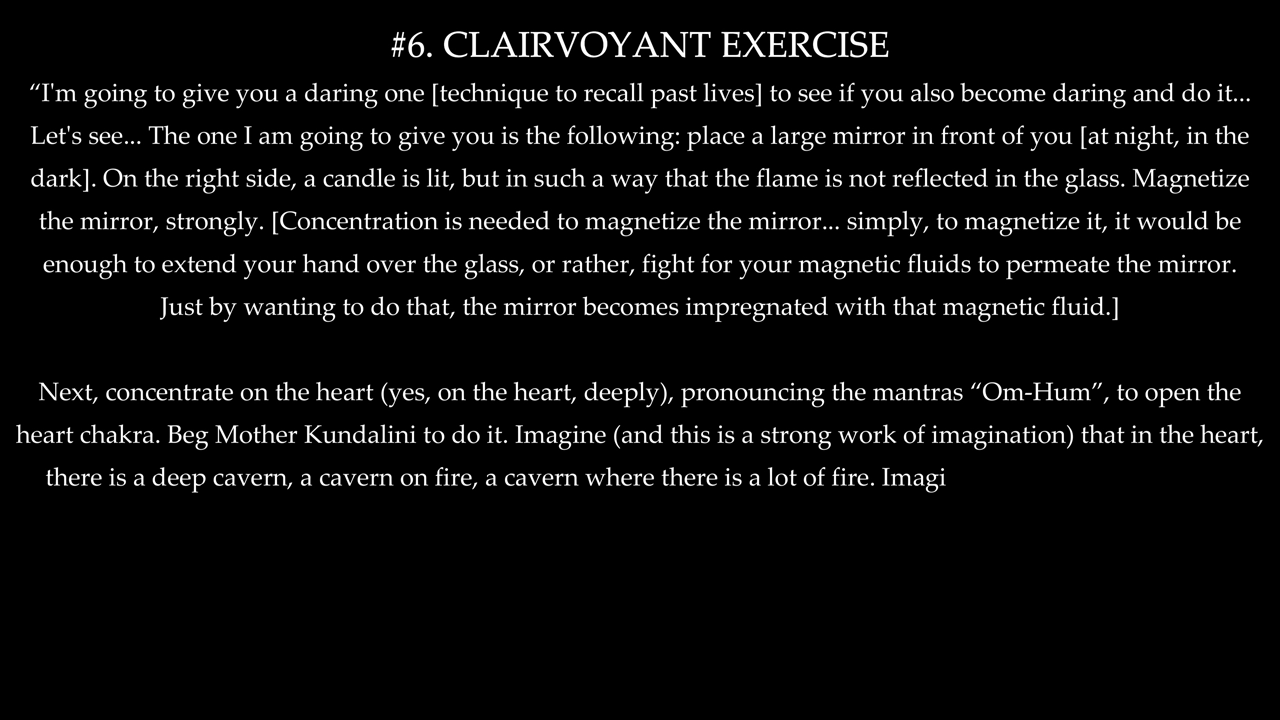 #6. CLAIRVOYANT EXERCISE
“I'm going to give you a daring one [technique to recall past lives] to see if you also become daring and do it...
Let's see... The one I am going to give you is the following: place a large mirror in front of you [at night, in the
dark]. On the right side, a candle is lit, but in such a way that the flame is not reflected in the glass. Magnetize
the mirror, strongly. [Concentration is needed to magnetize the mirror... simply, to magnetize it, it would be
enough to extend your hand over the glass, or rather, fight for your magnetic fluids to permeate the mirror.
Just by wanting to do that, the mirror becomes impregnated with that magnetic fluid.]
Next, concentrate on the heart (yes, on the heart, deeply), pronouncing the mantras “Om-Hum”, to open the
heart chakra. Beg Mother Kundalini to do it. Imagine (and this is a strong work of imagination) that in the heart,
there is a deep cavern, a cavern on fire, a cavern where there is a lot of fire. Imagi